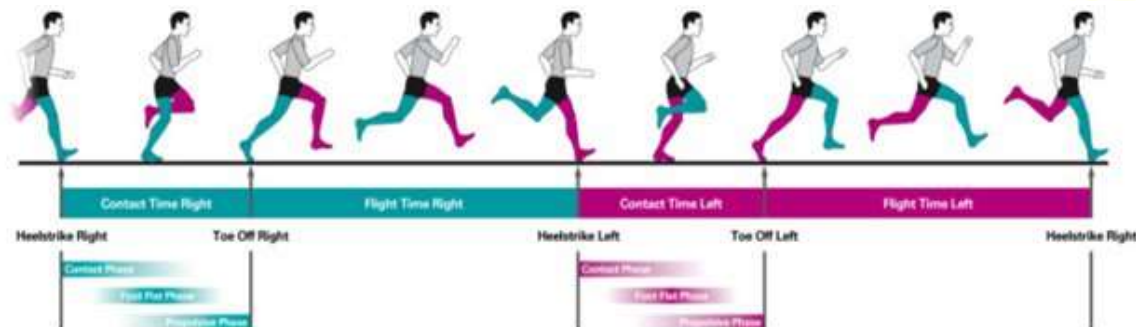 Contact Time Right Flight Time Right Contact Time Left Flight Time Left
Heelstrike Right Toe Off Right Heelstrike Left Toe Off Left Heelstrike Right
Contact Phase Contact Phase
Foot Flat Phase Foot Flat Phase
Propulsive Phase Propulsive Phase